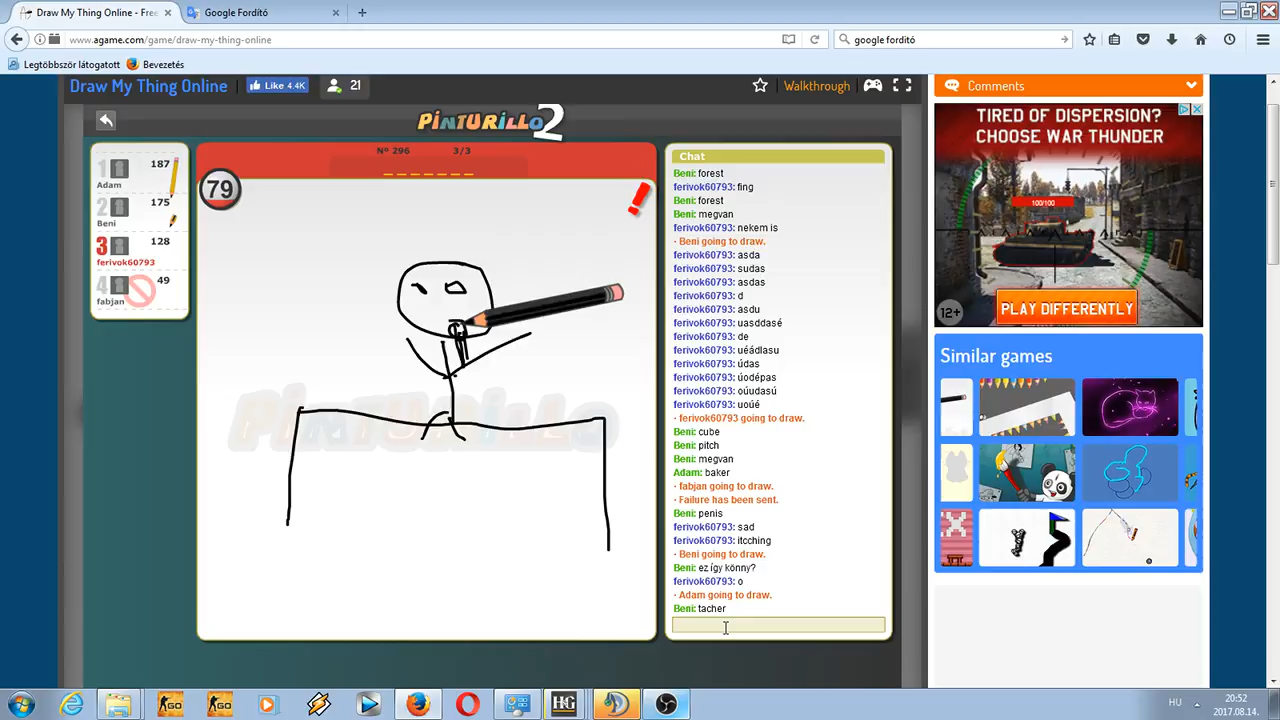 Draw My Thing Online - Free
Google Fordító
www.agame.com/game/draw-my-thing-online
google fordító
Legtöbbször látogatott
Bevezetés
Draw My Thing Online
Like 4.4K
21
Walkthrough
Comments
PINTURILLO 2
Nº 296
3/3
1
187
Adam
2
175
Beni
3
128
ferivok60793
4
49
fabjan
79
PINTURILLO
Chat
Beni: forest
ferivok60793: fing
Beni: forest
Beni: megvan
ferivok60793: nekem is
· Beni going to draw.
ferivok60793: asda
ferivok60793: sudas
ferivok60793: asdas
ferivok60793: d
ferivok60793: asdu
ferivok60793: uasddasé
ferivok60793: de
ferivok60793: uéádlasu
ferivok60793: údas
ferivok60793: úodépas
ferivok60793: oúudasú
ferivok60793: uoúé
· ferivok60793 going to draw.
Beni: cube
Beni: pitch
Beni: megvan
Adam: baker
· fabjan going to draw.
· Failure has been sent.
Beni: penis
ferivok60793: sad
ferivok60793: itcching
· Beni going to draw.
Beni: ez így könny?
ferivok60793: o
· Adam going to draw.
Beni: tacher
TIRED OF DISPERSION?
CHOOSE WAR THUNDER
100/100
12+
PLAY DIFFERENTLY
Similar games
HU
20:52
2017.08.14.